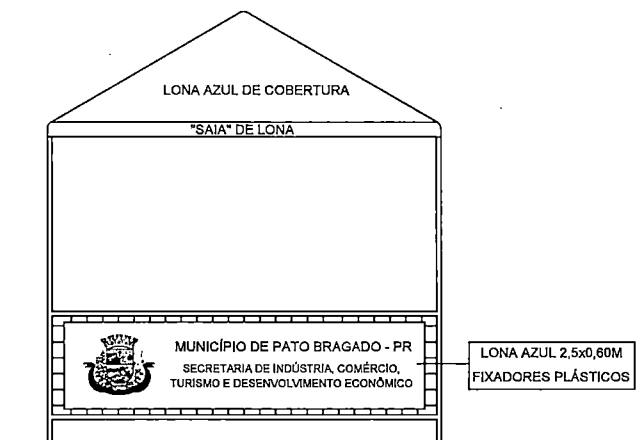 LONA AZUL DE COBERTURA
"SAIA" DE LONA
MUNICÍPIO DE PATO BRAGADO - PR
SECRETARIA DE INDÚSTRIA, COMÉRCIO,
TURISMO E DESENVOLVIMENTO ECONÔMICO
LONA AZUL 2,5x0,60M
FIXADORES PLÁSTICOS